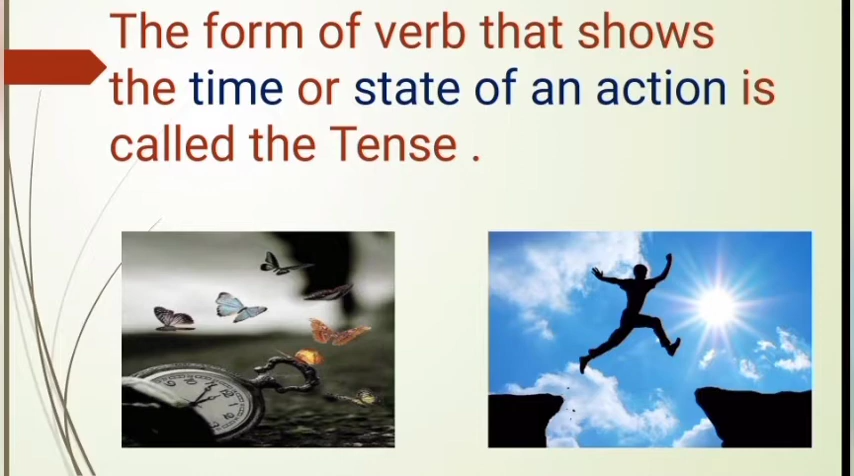 The form of verb that shows
the time or state of an action is
called the Tense .